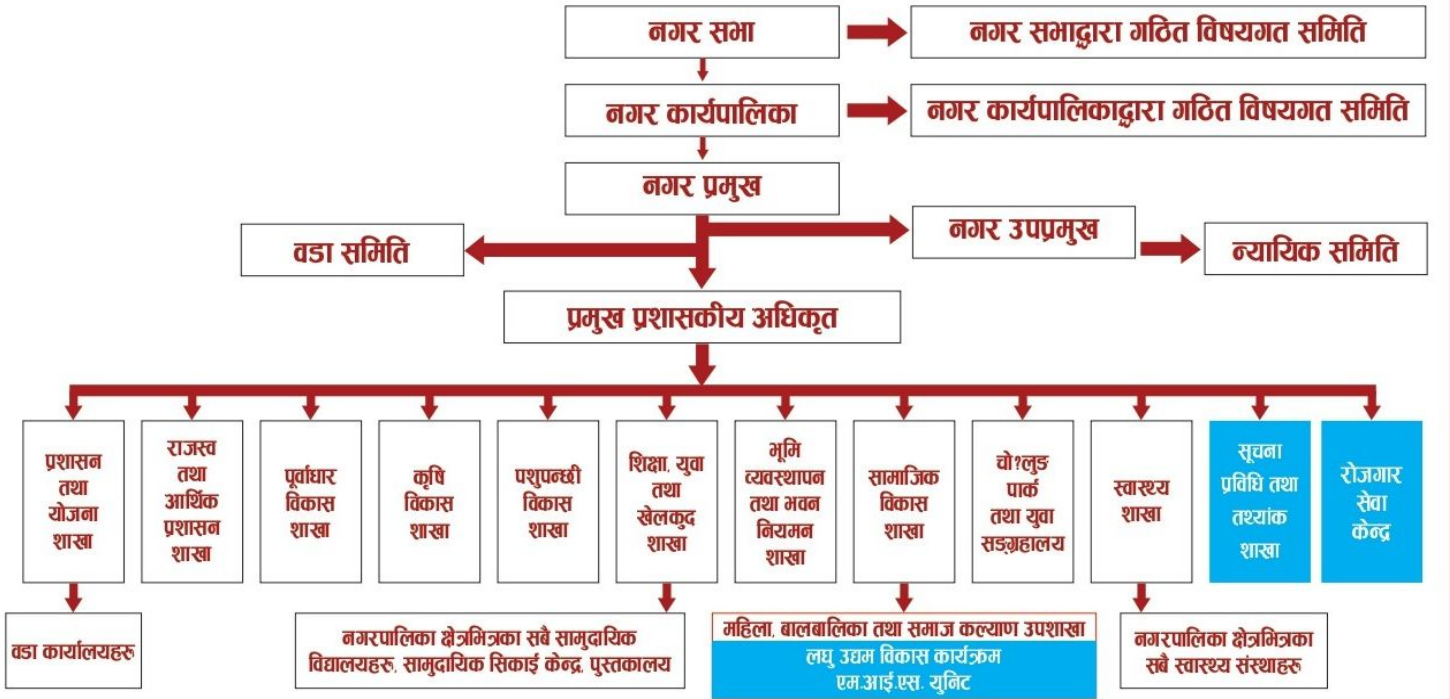 नगर सभा
नगर सभाद्वारा गठित विषयगत समिति
नगर कार्यपालिका
नगर कार्यपालिकाद्वारा गठित विषयगत समिति
नगर प्रमुख
वडा समिति
नगर उपप्रमुख
न्यायिक समिति
प्रमुख प्रशासकीय अधिकृत
प्रशासन
तथा
योजना
शाखा
राजस्व
तथा
आर्थिक
प्रशासन
शाखा
पूर्वाधार
विकास
शाखा
कृषि
विकास
शाखा
पशुपन्छी
विकास
शाखा
शिक्षा, युवा
तथा
खेलकुद
शाखा
भूमि
व्यवस्थापन
तथा भवन
नियमन
शाखा
सामाजिक
विकास
शाखा
चो?लुङ
पार्क
तथा युवा
सङ्ग्रहालय
स्वास्थ्य
शाखा
सूचना
प्रविधि तथा
तथ्यांक
शाखा
रोजगार
सेवा
केन्द्र
वडा कार्यालयहरू
नगरपालिका क्षेत्रभित्रका सबै सामुदायिक
विद्यालयहरू, सामुदायिक सिकाई केन्द्र, पुस्तकालय
महिला, बालबालिका तथा समाज कल्याण उपशाखा
लघु उद्यम विकास कार्यक्रम
एम.आई.एस. युनिट
नगरपालिका क्षेत्रभित्रका
सबै स्वास्थ्य संस्थाहरू